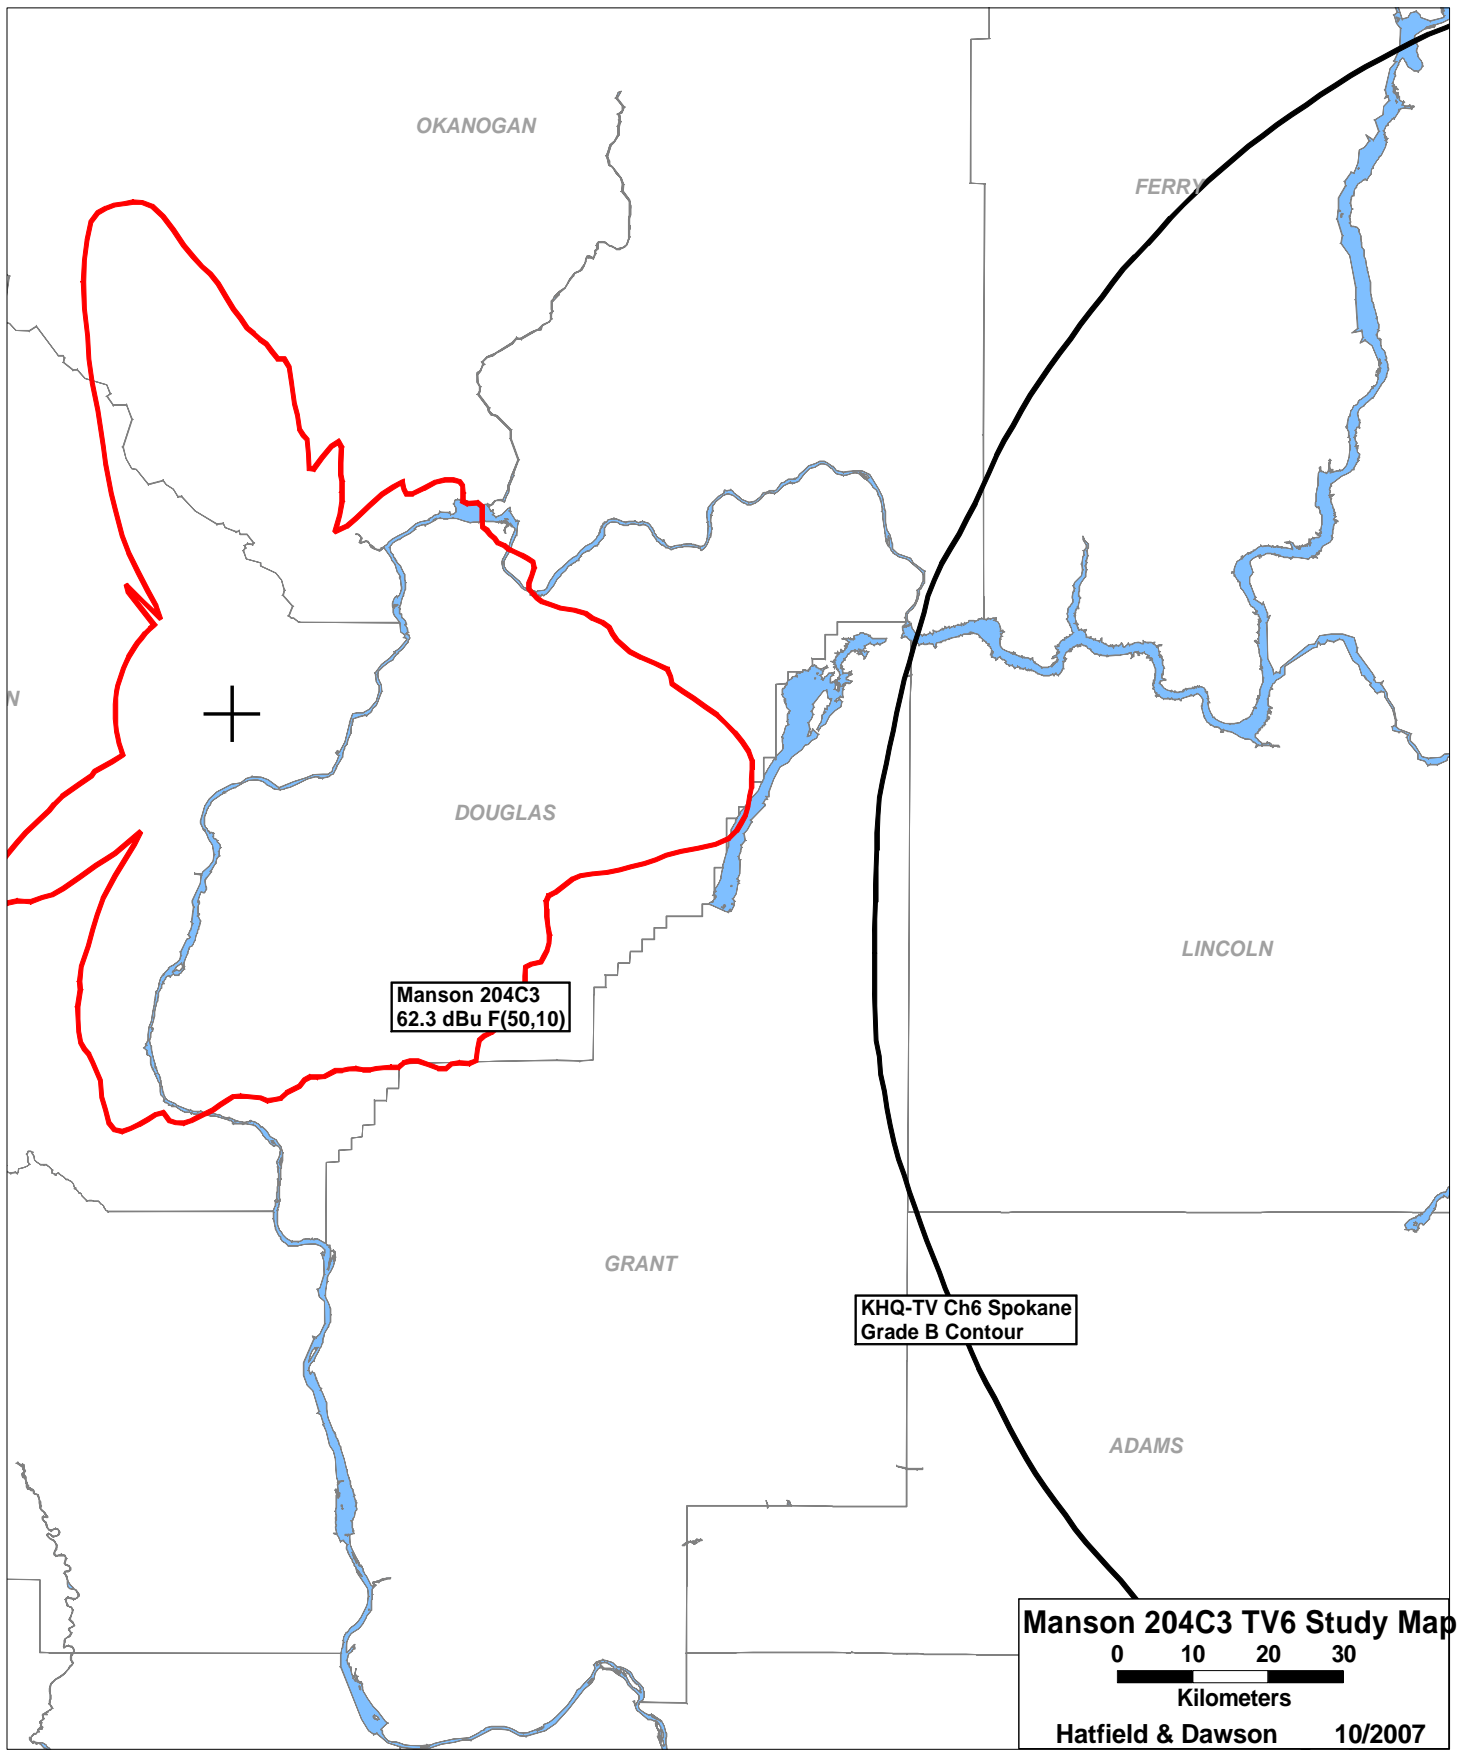 OKANOGAN
FERRY
N
DOUGLAS
LINCOLN
Manson 204C3
62.3 dBu F(50,10)
GRANT
KHQ-TV Ch6 Spokane
Grade B Contour
ADAMS
Manson 204C3 TV6 Study Map
0 10 20 30
Kilometers
Hatfield & Dawson 10/2007